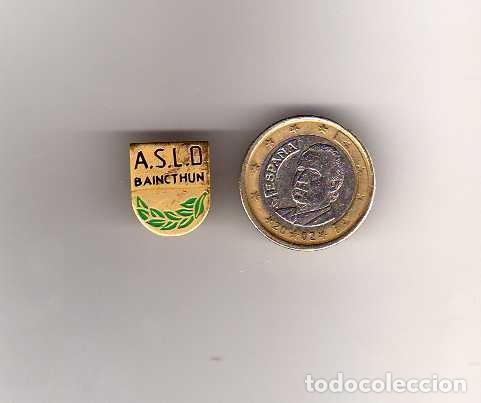 A.S.L.D
BAINCTHUN
ESPAÑA
2002
todocoleccion